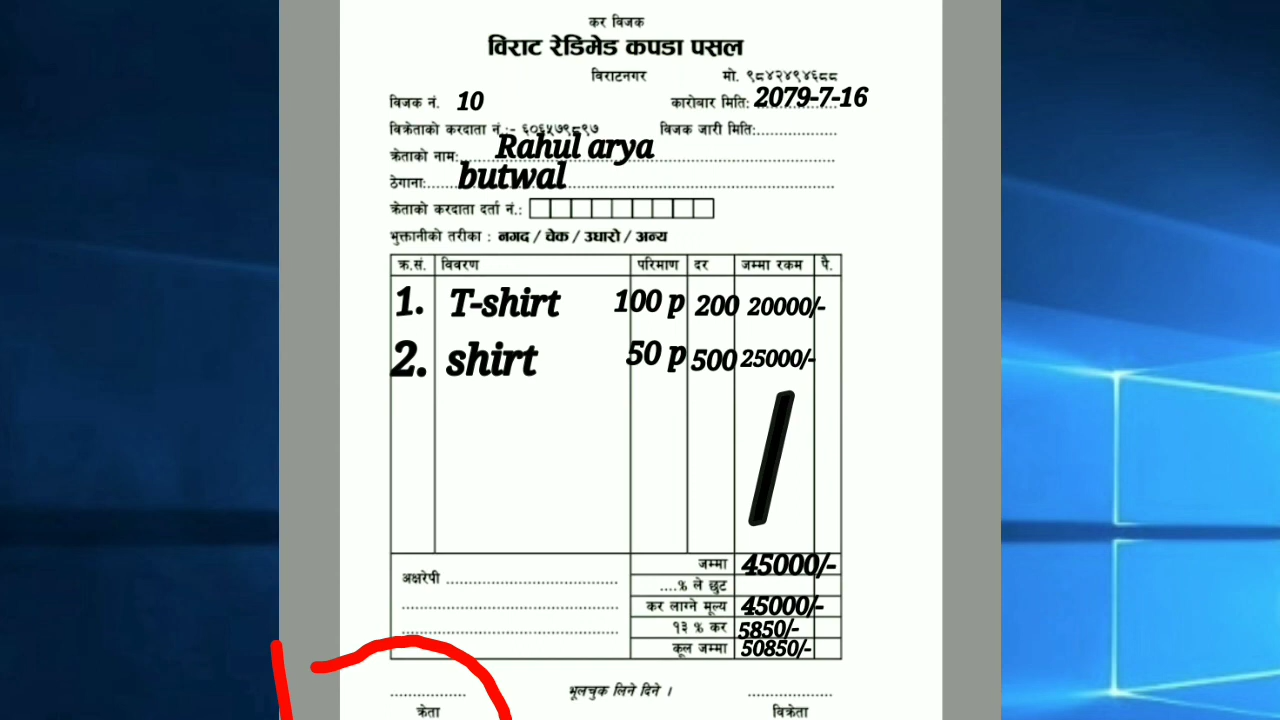 कर विजक
विराट रेडिमेड कपडा पसल
विराटनगर मो. ९८४२४९४६८८
विजक नं. 10 कारोबार मिति: 2079-7-16
विक्रेताको करदाता नं.:- ६०६५७९८९७ विजक जारी मिति:................
क्रेताको नाम:..... Rahul arya
ठेगाना:...... butwal
क्रेताको करदाता दर्ता नं.:
भुक्तानीको तरीका : नगद / चेक / उधारो / अन्य
क्र.सं. विवरण परिमाण दर जम्मा रकम पै.
1. T-shirt 100 p 200 20000/-
2. shirt 50 p 500 25000/-
जम्मा 45000/-
अक्षरेपी ....................................
....% ले छुट
कर लाग्ने मूल्य 45000/-
१३ % कर 5850/-
कूल जम्मा 50850/-
भूलचुक लिने दिने ।
क्रेता विक्रेता